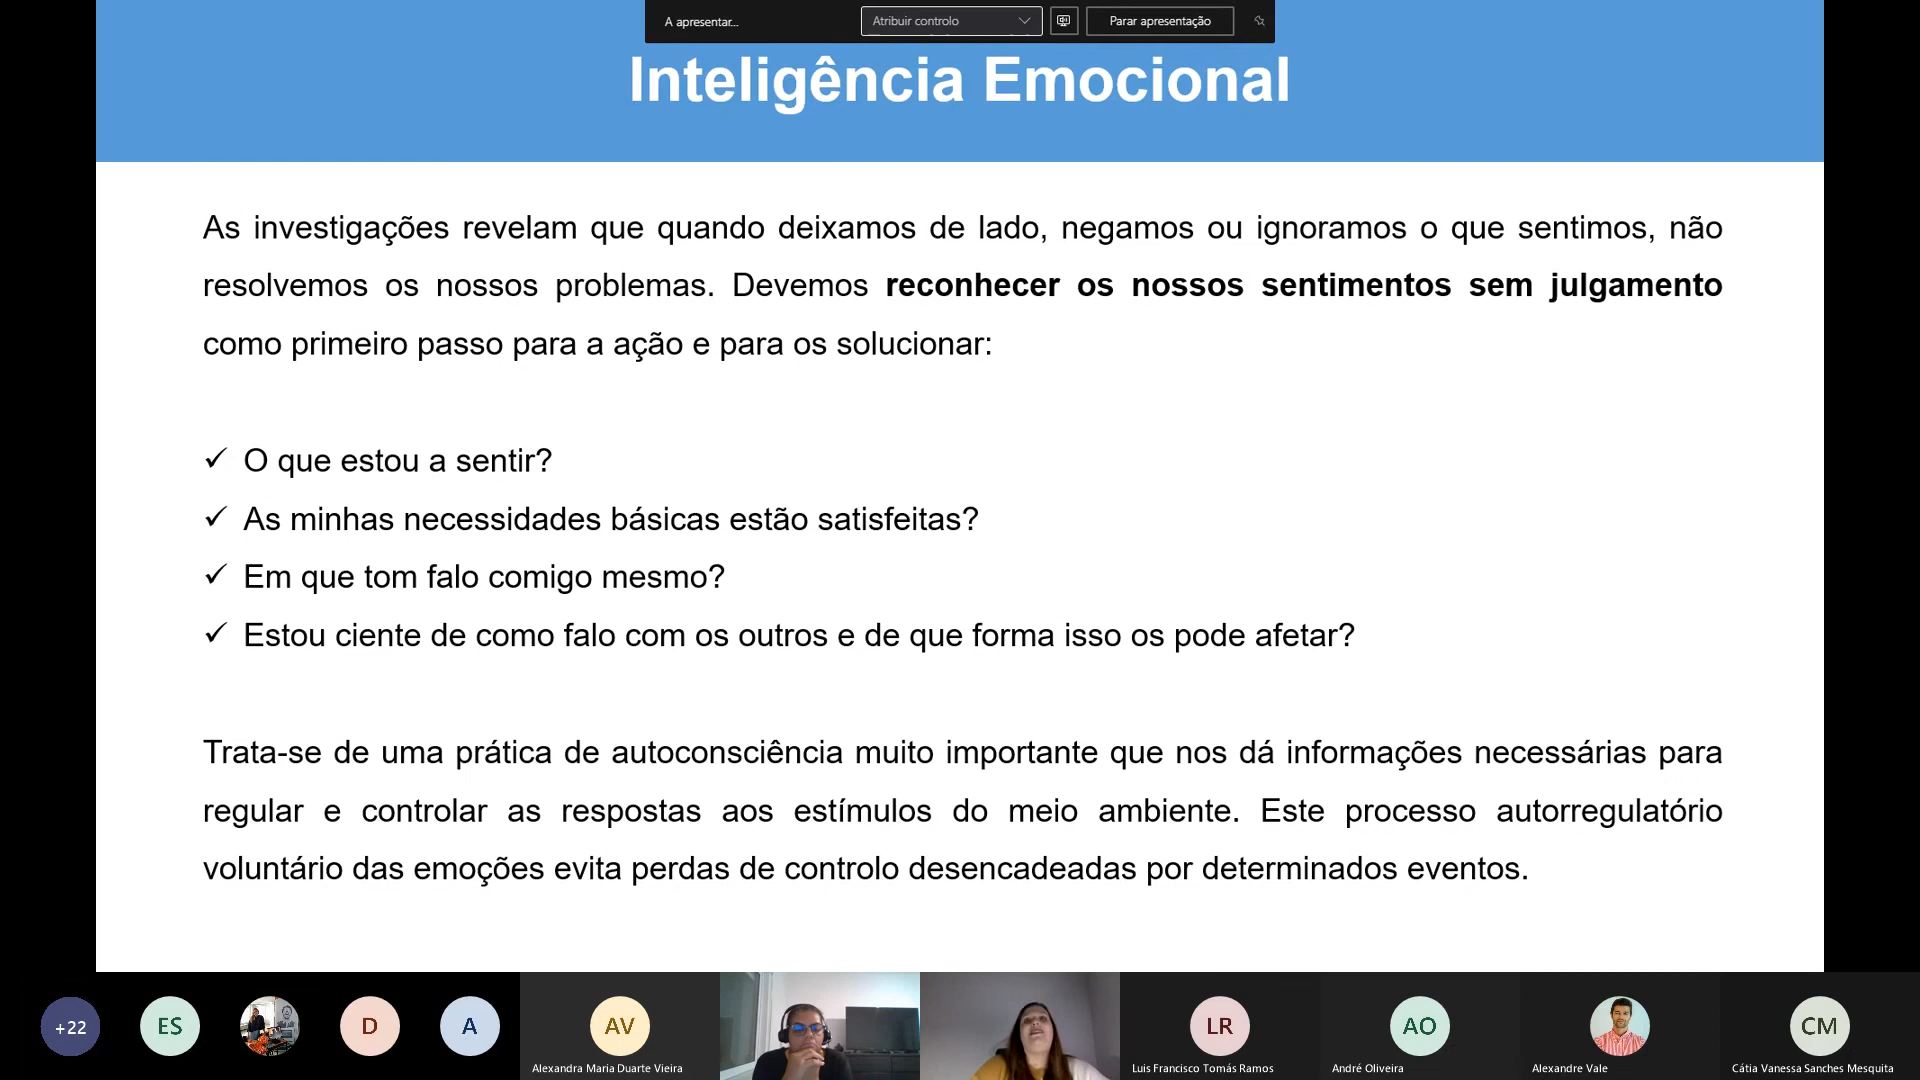 A apresentar...
Atribuir controlo
Parar apresentação
Inteligência Emocional
As investigações revelam que quando deixamos de lado, negamos ou ignoramos o que sentimos, não
resolvemos os nossos problemas. Devemos reconhecer os nossos sentimentos sem julgamento
como primeiro passo para a ação e para os solucionar:
✓ O que estou a sentir?
✓ As minhas necessidades básicas estão satisfeitas?
✓ Em que tom falo comigo mesmo?
✓ Estou ciente de como falo com os outros e de que forma isso os pode afetar?
Trata-se de uma prática de autoconsciência muito importante que nos dá informações necessárias para
regular e controlar as respostas aos estímulos do meio ambiente. Este processo autorregulatório
voluntário das emoções evita perdas de controlo desencadeadas por determinados eventos.
+22
ES
D
A
AV
LR
AO
CM
Alexandra Maria Duarte Vieira
Luis Francisco Tomás Ramos
André Oliveira
Alexandre Vale
Cátia Vanessa Sanches Mesquita